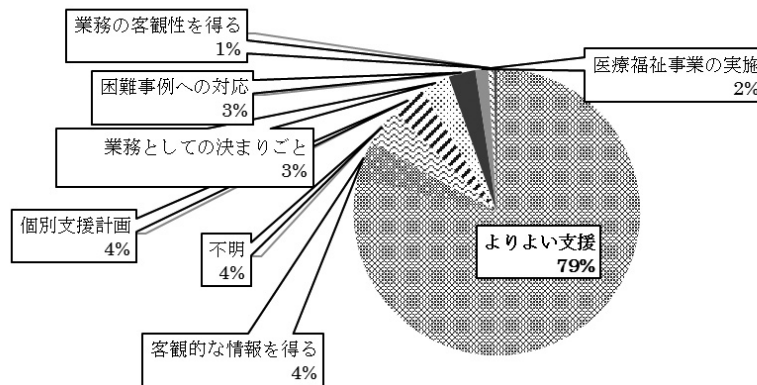 業務の客観性を得る
1%
医療福祉事業の実施
2%
困難事例への対応
3%
業務としての決まりごと
3%
個別支援計画
4%
不明
4%
よりよい支援
79%
客観的な情報を得る
4%